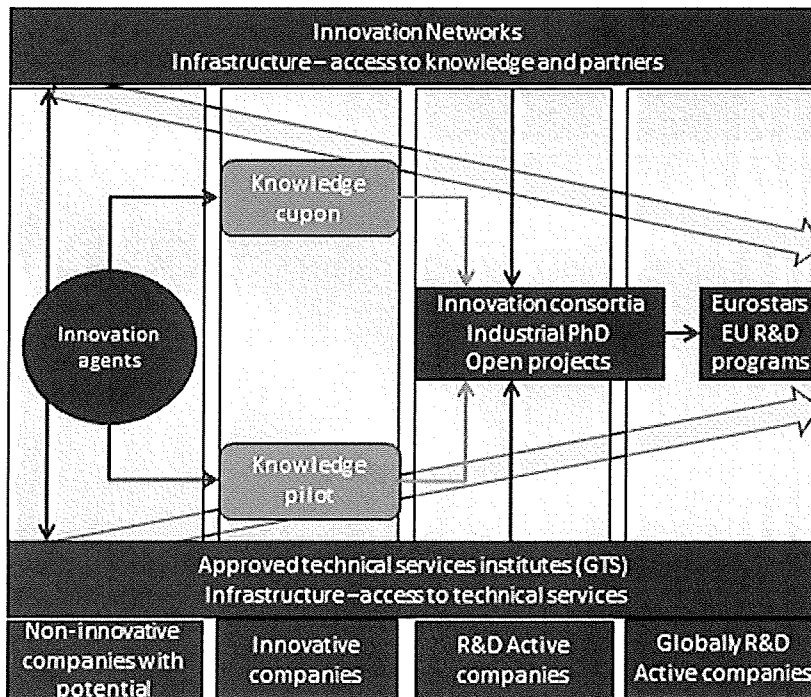 Innovation Networks
Infrastructure – access to knowledge and partners
Knowledge
cupon
Innovation
agents
Innovation consortia
Industrial PhD
Open projects
Eurostars
EU R&D
programs
Knowledge
pilot
Approved technical services institutes (GTS)
Infrastructure –access to technical services
Non-innovative
companies with
potential
Innovative
companies
R&D Active
companies
Globally R&D
Active companies